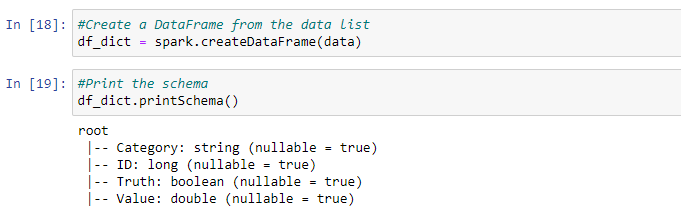 In [18]: #Create a DataFrame from the data list
df_dict = spark.createDataFrame(data)
In [19]: #Print the schema
df_dict.printSchema()
root
 |-- Category: string (nullable = true)
 |-- ID: long (nullable = true)
 |-- Truth: boolean (nullable = true)
 |-- Value: double (nullable = true)